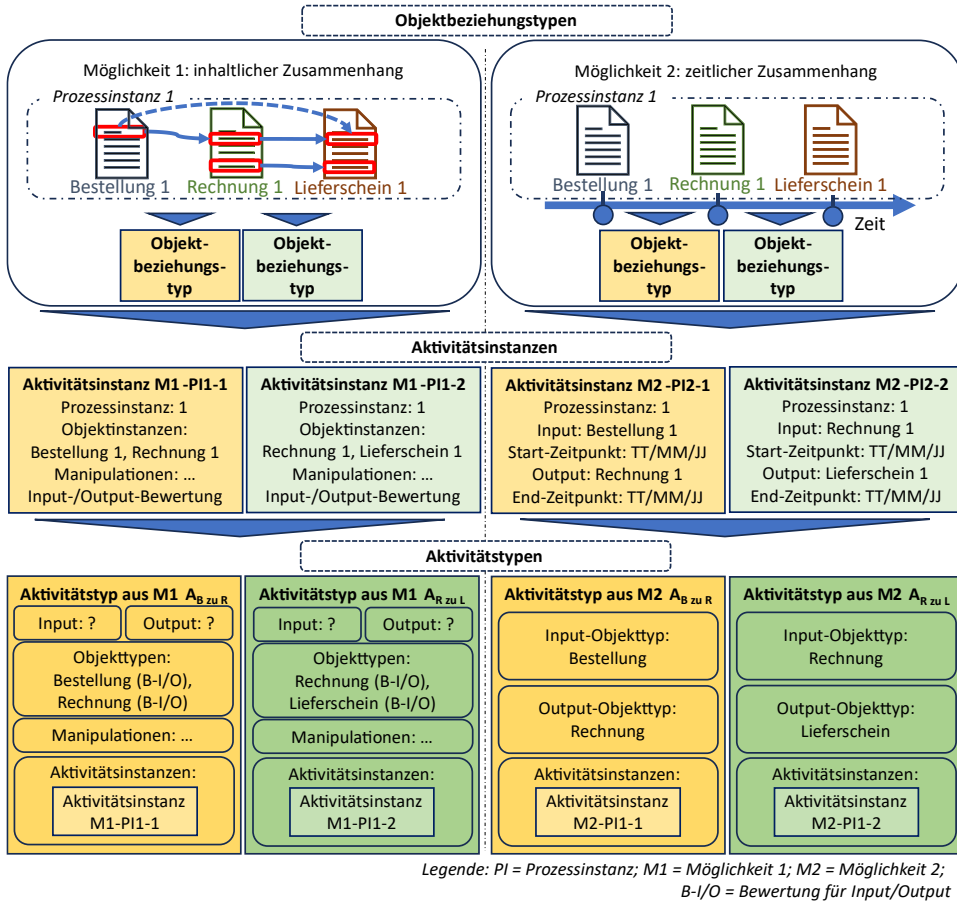 Objektbeziehungstypen
Möglichkeit 1: inhaltlicher Zusammenhang
Prozessinstanz 1
Bestellung 1
Rechnung 1
Lieferschein 1
Objekt-
beziehungs-
typ
Objekt-
beziehungs-
typ
Möglichkeit 2: zeitlicher Zusammenhang
Prozessinstanz 1
Bestellung 1
Rechnung 1
Lieferschein 1
Zeit
Objekt-
beziehungs-
typ
Objekt-
beziehungs-
typ
Aktivitätsinstanzen
Aktivitätsinstanz M1 -PI1-1
Prozessinstanz: 1
Objektinstanzen:
Bestellung 1, Rechnung 1
Manipulationen: ...
Input-/Output-Bewertung
Aktivitätsinstanz M1 -PI1-2
Prozessinstanz: 1
Objektinstanzen:
Rechnung 1, Lieferschein 1
Manipulationen: ...
Input-/Output-Bewertung
Aktivitätsinstanz M2 -PI2-1
Prozessinstanz: 1
Input: Bestellung 1
Start-Zeitpunkt: TT/MM/JJ
Output: Rechnung 1
End-Zeitpunkt: TT/MM/JJ
Aktivitätsinstanz M2 -PI2-2
Prozessinstanz: 1
Input: Rechnung 1
Start-Zeitpunkt: TT/MM/JJ
Output: Lieferschein 1
End-Zeitpunkt: TT/MM/JJ
Aktivitätstypen
Aktivitätstyp aus M1 A B zu R
Input: ?
Output: ?
Objekttypen:
Bestellung (B-I/O),
Rechnung (B-I/O)
Manipulationen: ...
Aktivitätsinstanzen:
Aktivitätsinstanz
M1-PI1-1
Aktivitätstyp aus M1 A R zu L
Input: ?
Output: ?
Objekttypen:
Rechnung (B-I/O),
Lieferschein (B-I/O)
Manipulationen: ...
Aktivitätsinstanzen:
Aktivitätsinstanz
M1-PI1-2
Aktivitätstyp aus M2 A B zu R
Input-Objekttyp:
Bestellung
Output-Objekttyp:
Rechnung
Aktivitätsinstanzen:
Aktivitätsinstanz
M2-PI1-1
Aktivitätstyp aus M2 A R zu L
Input-Objekttyp:
Rechnung
Output-Objekttyp:
Lieferschein
Aktivitätsinstanzen:
Aktivitätsinstanz
M2-PI1-2
Legende: PI = Prozessinstanz; M1 = Möglichkeit 1; M2 = Möglichkeit 2;
B-I/O = Bewertung für Input/Output